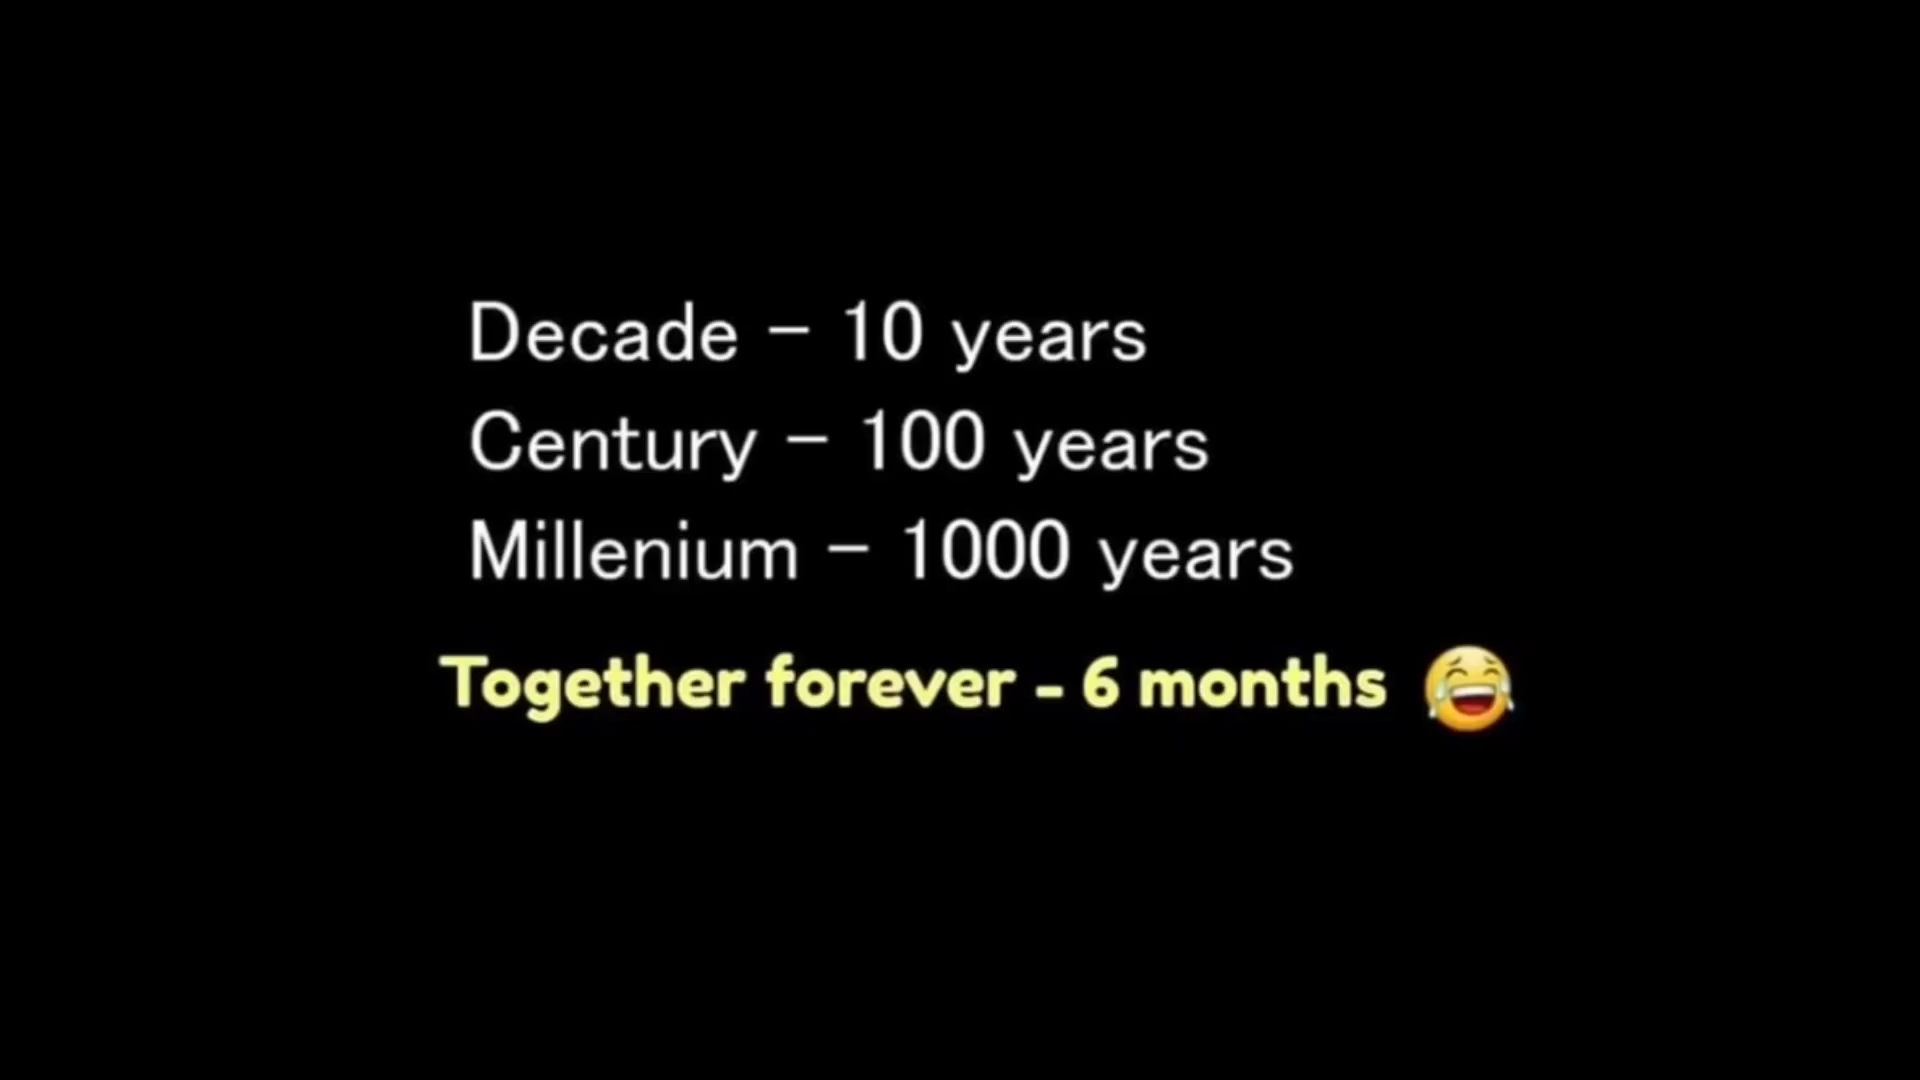 Decade – 10 years
Century – 100 years
Millenium – 1000 years
Together forever - 6 months 😂